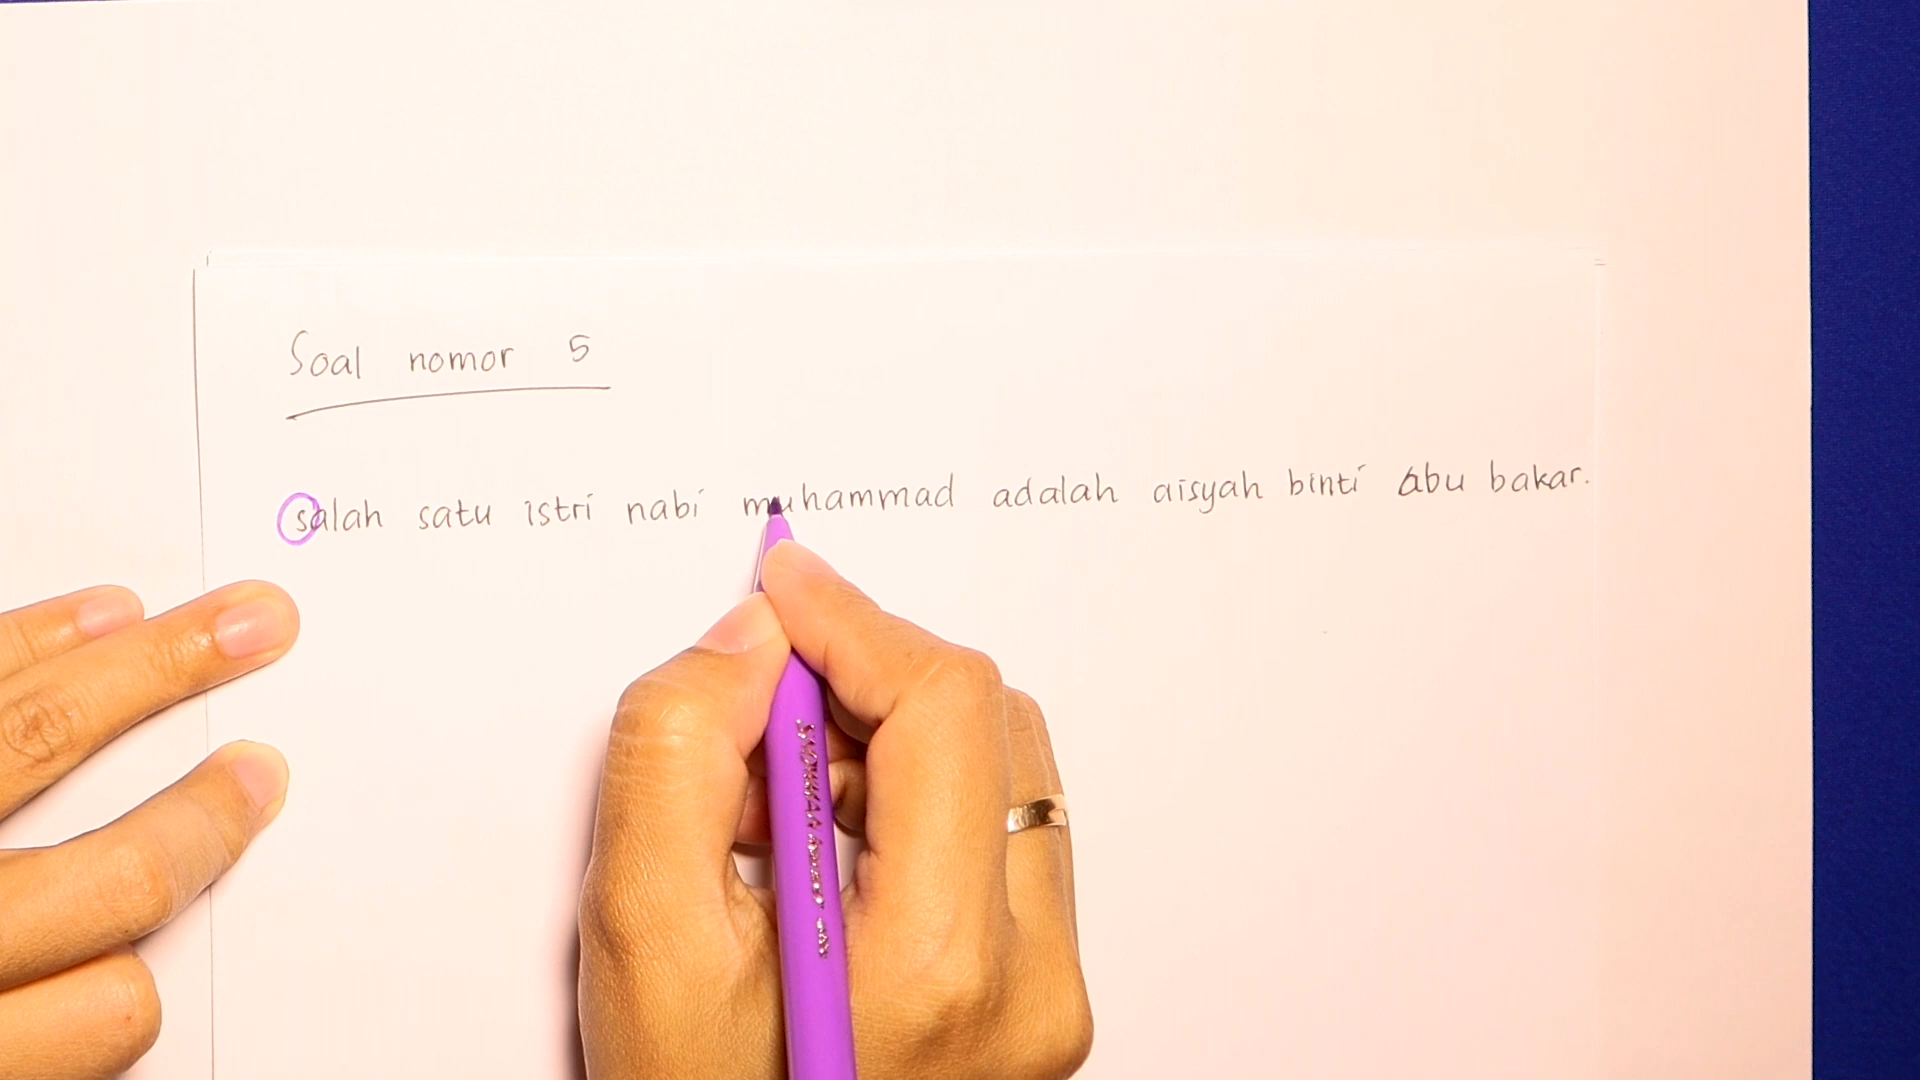 Soal nomor 5
salah satu istri nabi muhammad adalah aisyah binti abu bakar.